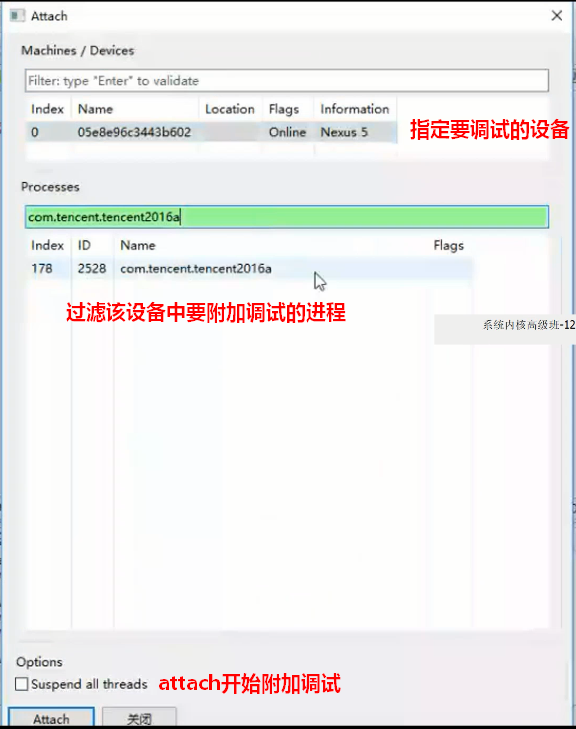 Attach
Machines / Devices
Filter: type "Enter" to validate
Index Name Location Flags Information
0 05e8e96c3443b602 Online Nexus 5
指定要调试的设备
Processes
com.tencent.tencent2016a
Index ID Name Flags
178 2528 com.tencent.tencent2016a
过滤该设备中要附加调试的进程
系统内核高级班-12
Options
Suspend all threads
attach开始附加调试
Attach 关闭